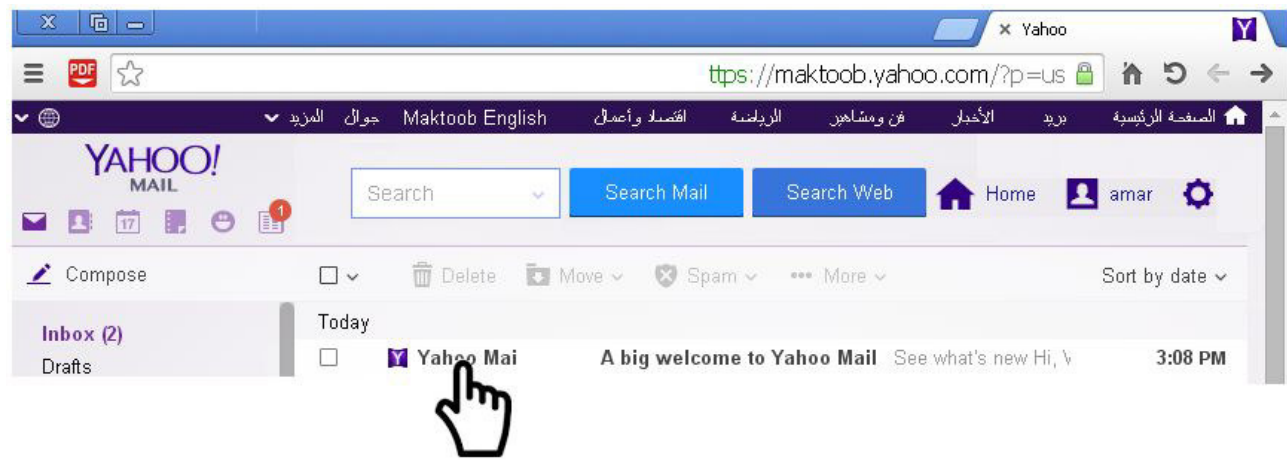 Yahoo
PDF
ttps://maktoob.yahoo.com/?p=us
الصفحة الرئيسية بريد الأخبار فن ومشاهير الرياضة اقتصاد وأعمال Maktoob English جوال المزيد
YAHOO!
MAIL
Search Search Mail Search Web Home amar
17 1
Compose Delete Move Spam More Sort by date
Inbox (2) Today
Drafts Yahoo Mai A big welcome to Yahoo Mail See what's new Hi, 3:08 PM